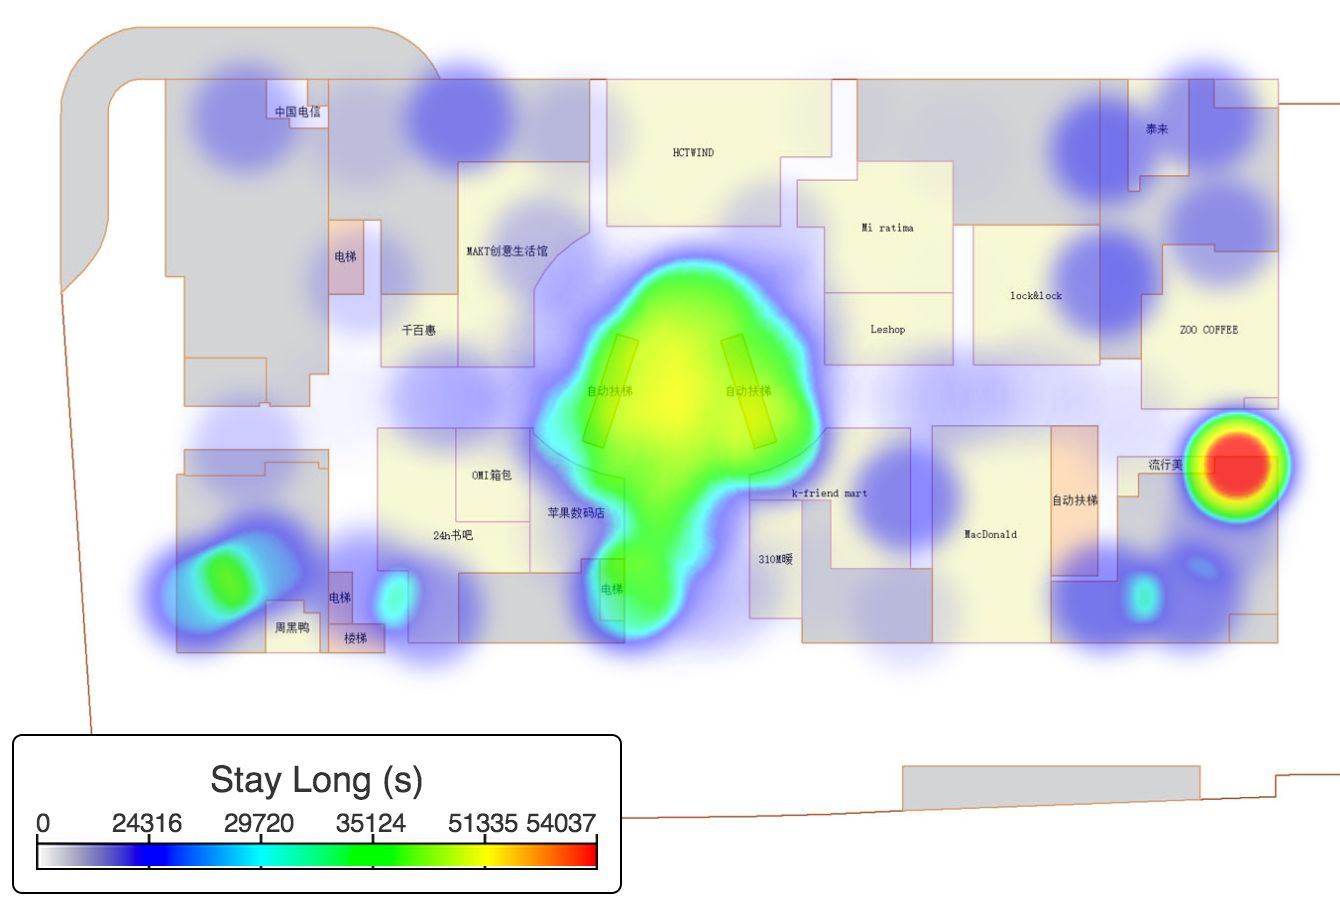 中国电信
泰来
HCTWIND
Mi ratima
MAKT创意生活馆
电梯
lock&lock
千百惠
Leshop
ZOO COFFEE
自动扶梯
自动扶梯
流行美
OMI箱包
k-friend mart
自动扶梯
苹果数码店
24h书吧
MacDonald
310M暖
电梯
电梯
周黑鸭
楼梯
Stay Long (s)
0 24316 29720 35124 51335 54037